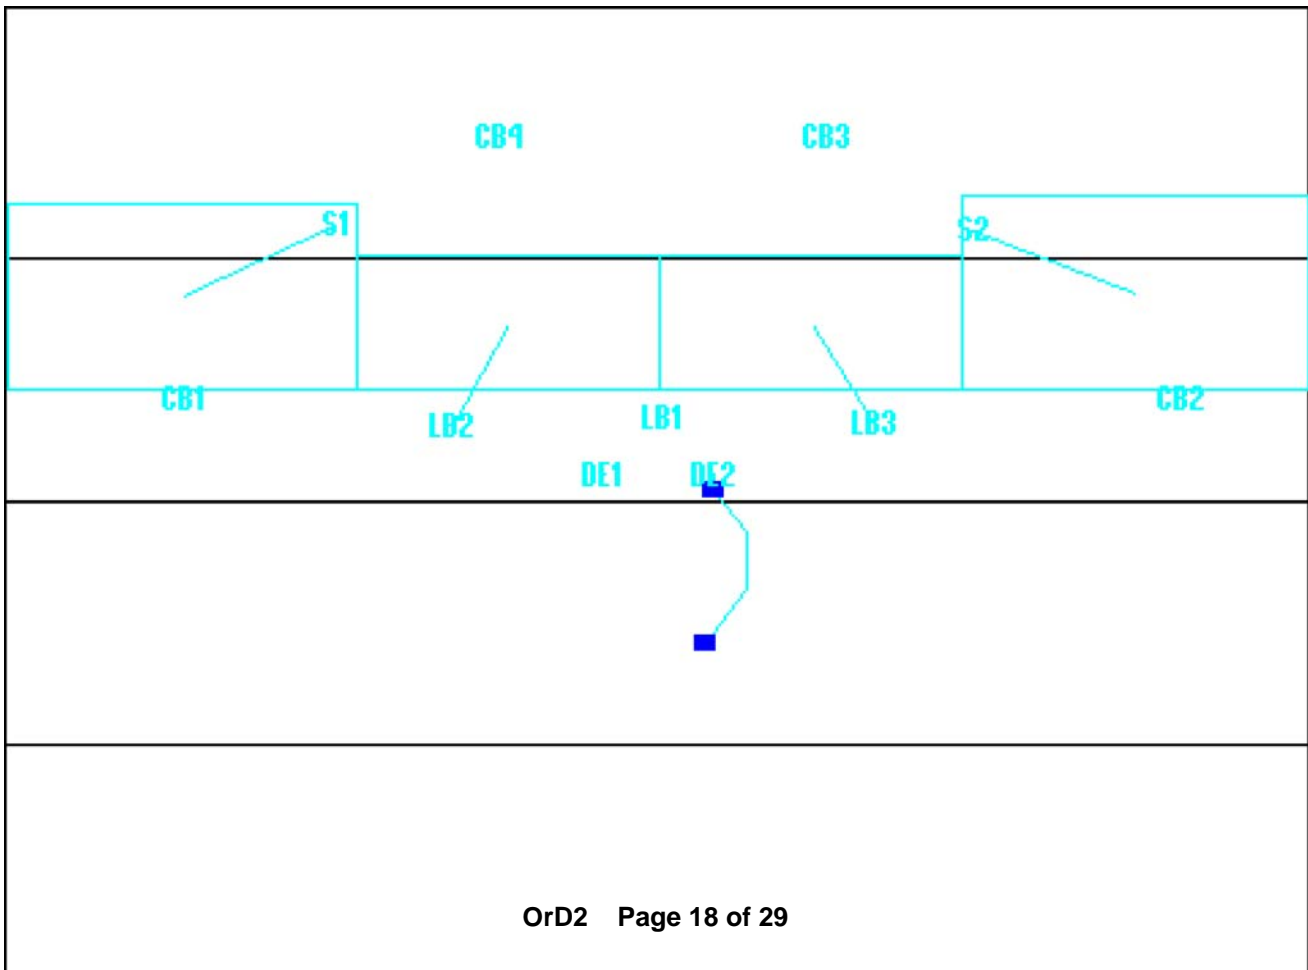 CB4 CB3
S1 S2
CB1 CB2
LB2 LB1 LB3
DE1 DE2
OrD2 Page 18 of 29